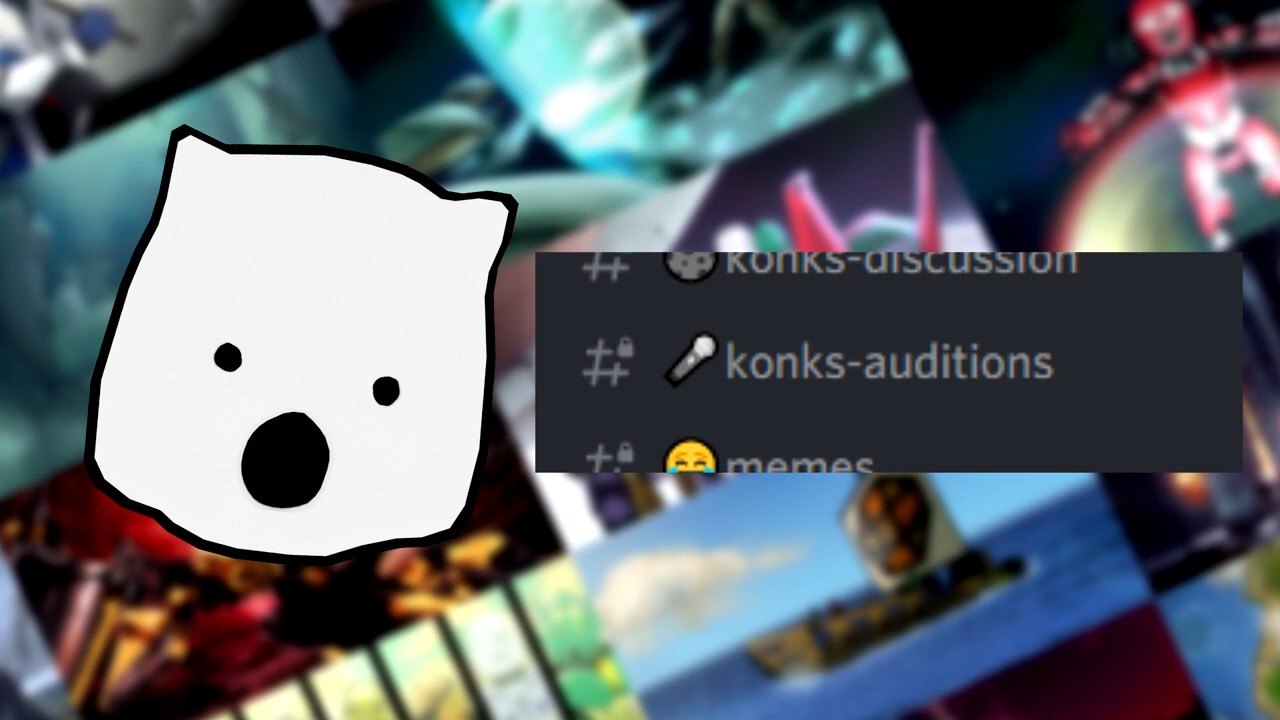 # 🌑konks-discussion
# 🎤konks-auditions
# 😂memes